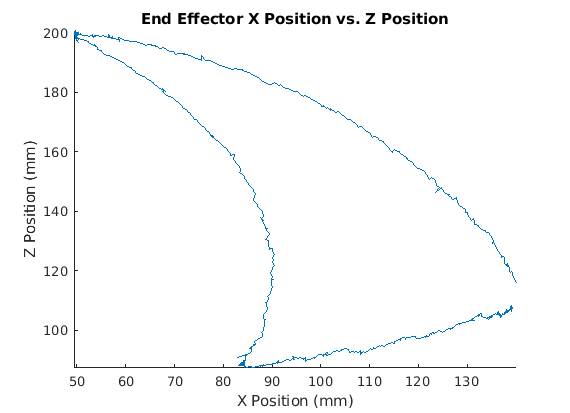 End Effector X Position vs. Z Position
200
180
160
140
120
100
Z Position (mm)
50 60 70 80 90 100 110 120 130
X Position (mm)